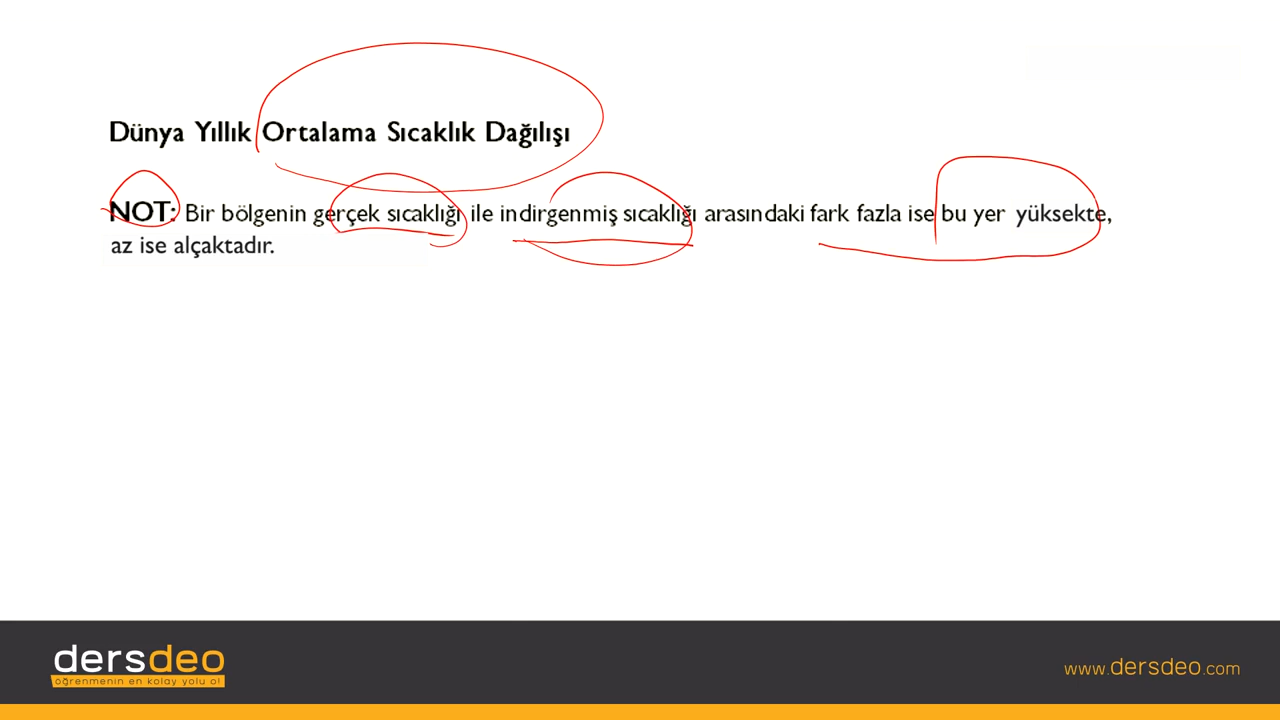 Dünya Yıllık Ortalama Sıcaklık Dağılışı
NOT: Bir bölgenin gerçek sıcaklığı ile indirgenmiş sıcaklığı arasındaki fark fazla ise bu yer yüksekte,
az ise alçaktadır.
dersdeo
öğrenmenin en kolay yolu o!
www.dersdeo.com